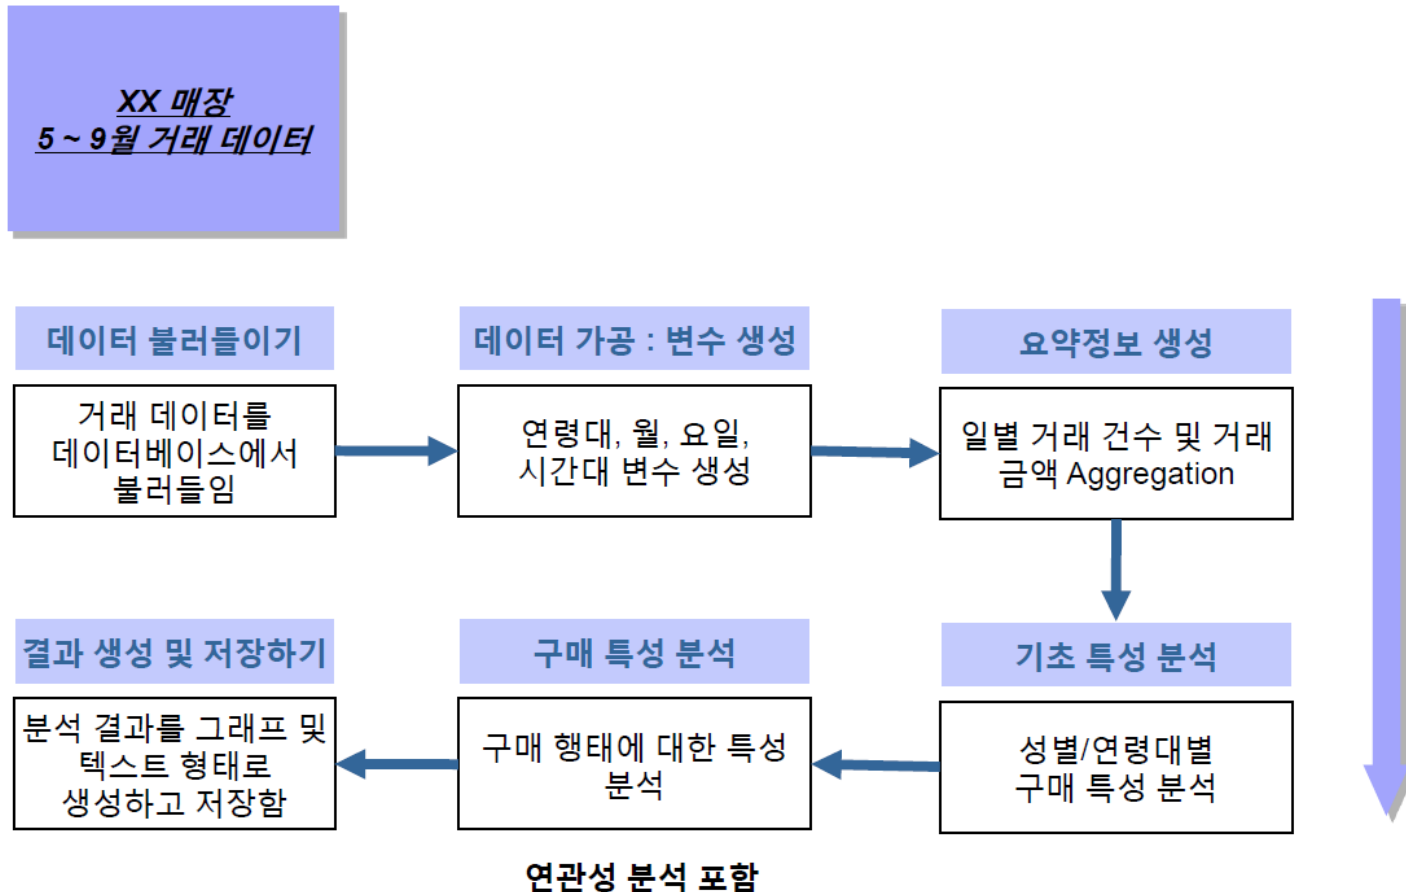 XX 매장
5 ~ 9월 거래 데이터
데이터 불러들이기
거래 데이터를
데이터베이스에서
불러들임
데이터 가공 : 변수 생성
연령대, 월, 요일,
시간대 변수 생성
요약정보 생성
일별 거래 건수 및 거래
금액 Aggregation
기초 특성 분석
성별/연령대별
구매 특성 분석
구매 특성 분석
구매 행태에 대한 특성
분석
연관성 분석 포함
결과 생성 및 저장하기
분석 결과를 그래프 및
텍스트 형태로
생성하고 저장함